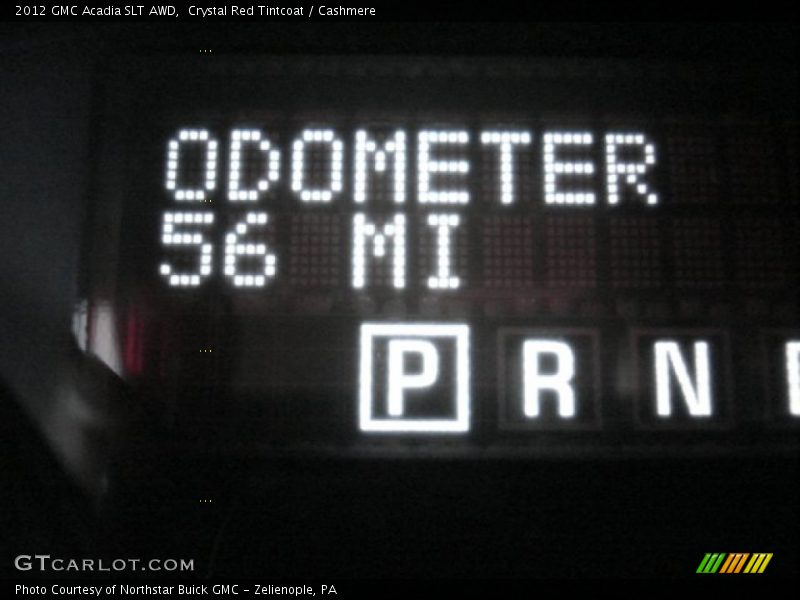 2012 GMC Acadia SLT AWD, Crystal Red Tintcoat / Cashmere
ODOMETER
56 MI
P R N
GTCARLOT.COM
Photo Courtesy of Northstar Buick GMC - Zelienople, PA